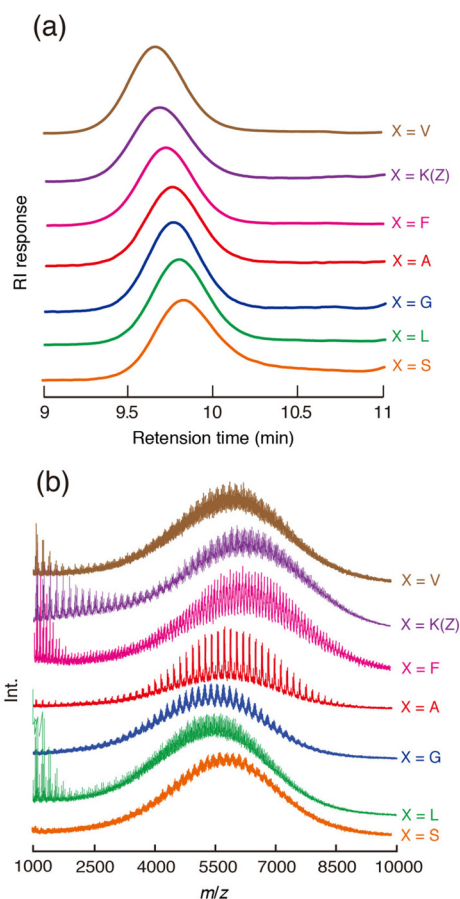 (a)
RI response
X = V
X = K(Z)
X = F
X = A
X = G
X = L
X = S
9 9.5 10 10.5 11
Retension time (min)
(b)
Int.
X = V
X = K(Z)
X = F
X = A
X = G
X = L
X = S
1000 2500 4000 5500 7000 8500 10000
m/z